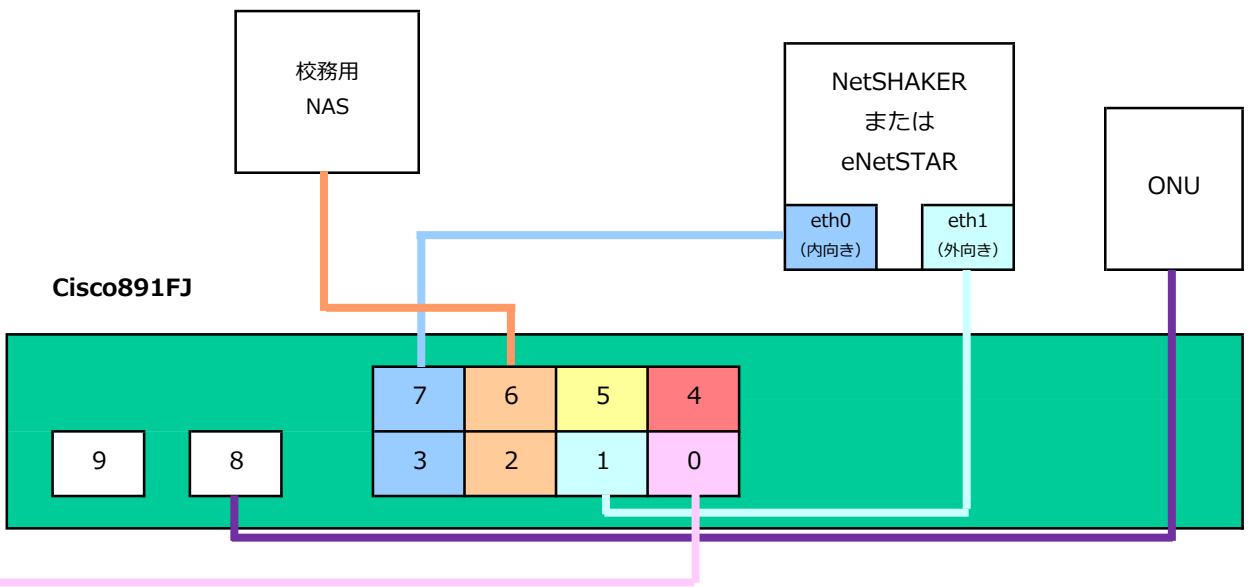 校務用
NAS
NetSHAKER
または
eNetSTAR
ONU
eth0
(内向き)
eth1
(外向き)
Cisco891FJ
7
6
5
4
9
8
3
2
1
0